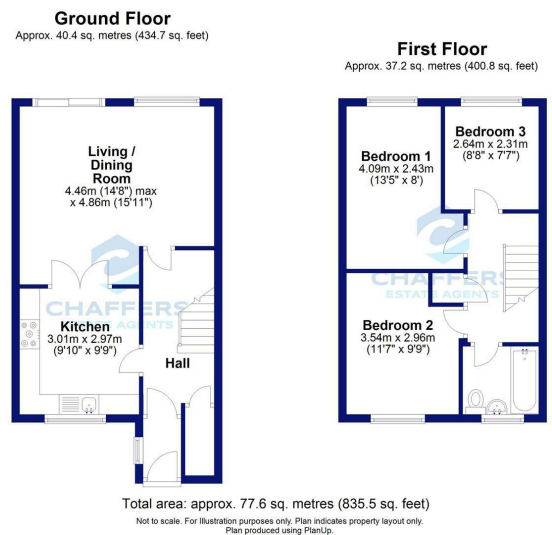 Ground Floor
Approx. 40.4 sq. metres (434.7 sq. feet)
First Floor
Approx. 37.2 sq. metres (400.8 sq. feet)
Living /
Dining
Room
4.46m (14'8") max
x 4.86m (15'11")
Bedroom 1
4.09m x 2.43m
(13'5" x 8')
Bedroom 3
2.64m x 2.31m
(8'8" x 7'7")
CHAFFERS
ESTATE AGENTS
CHAFFERS
ESTATE AGENTS
Kitchen
3.01m x 2.97m
(9'10" x 9'9")
Hall
Bedroom 2
3.54m x 2.96m
(11'7" x 9'9")
Total area: approx. 77.6 sq. metres (835.5 sq. feet)
Not to scale. For Illustration purposes only. Plan indicates property layout only.
Plan produced using PlanUp.